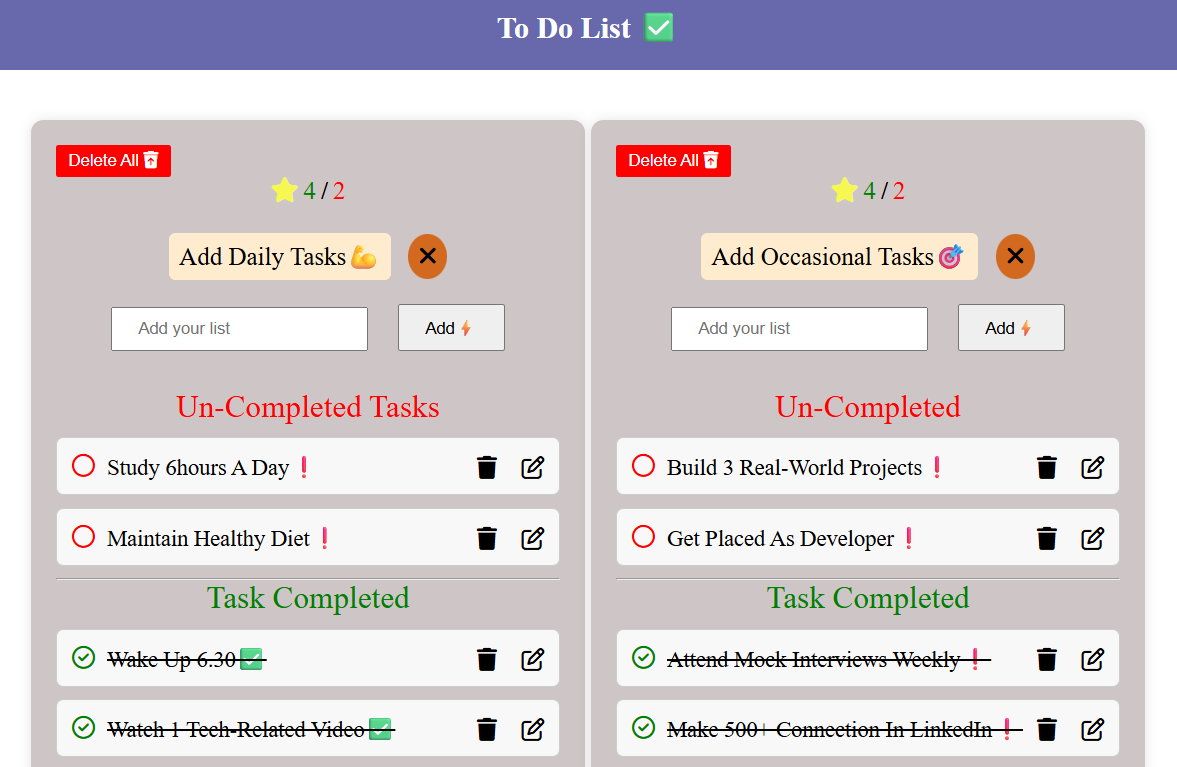 To Do List ✅
Delete All
⭐ 4 / 2
Add Daily Tasks 💪
Add your list
Add ⚡
Un-Completed Tasks
Study 6hours A Day ❗
Maintain Healthy Diet ❗
Task Completed
Wake Up 6.30 ✅
Watch 1 Tech-Related Video ✅
Delete All
⭐ 4 / 2
Add Occasional Tasks 🎯
Add your list
Add ⚡
Un-Completed
Build 3 Real-World Projects ❗
Get Placed As Developer ❗
Task Completed
Attend Mock Interviews Weekly ❗
Make 500+ Connection In LinkedIn ❗